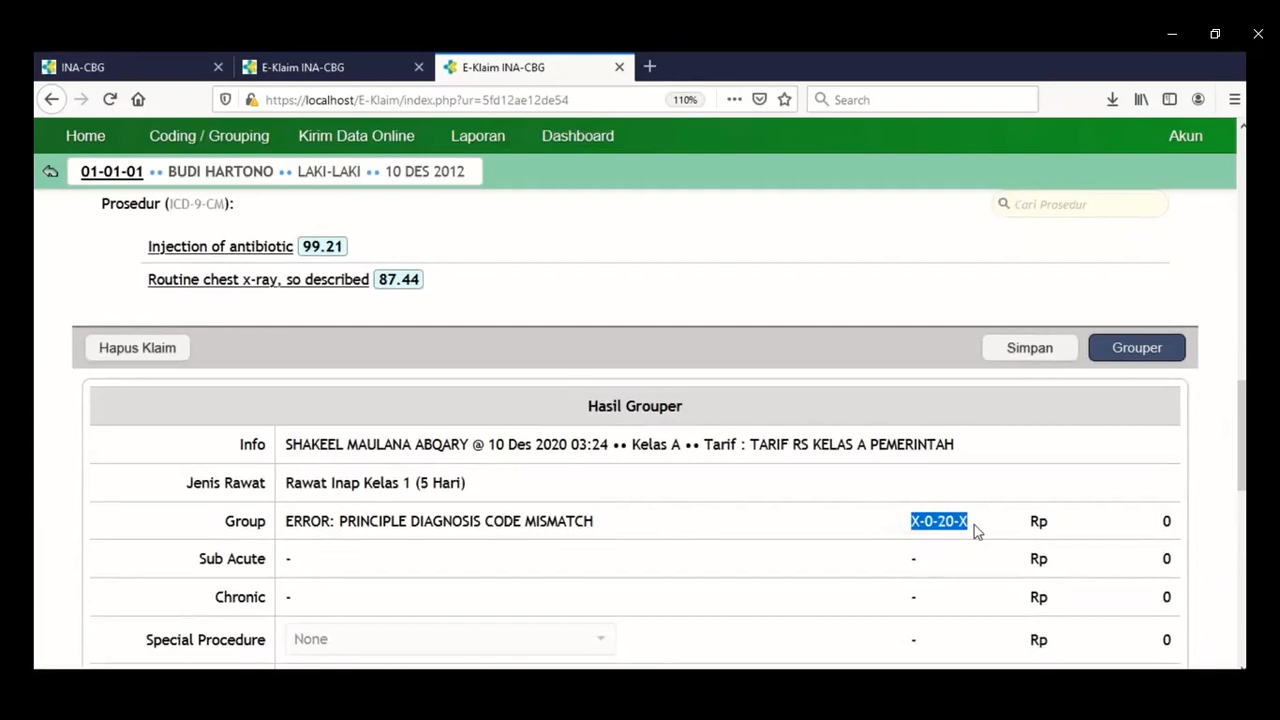 INA-CBG E-Klaim INA-CBG E-Klaim INA-CBG
https://localhost/E-Klaim/index.php?ur=5fd12ae12de54 110% Search
Home Coding / Grouping Kirim Data Online Laporan Dashboard Akun
01-01-01 •• BUDI HARTONO •• LAKI-LAKI •• 10 DES 2012
Prosedur (ICD-9-CM): Cari Prosedur
Injection of antibiotic 99.21
Routine chest x-ray, so described 87.44
Hapus Klaim Simpan Grouper
Hasil Grouper
Info SHAKEEL MAULANA ABQARY @ 10 Des 2020 03:24 •• Kelas A •• Tarif : TARIF RS KELAS A PEMERINTAH
Jenis Rawat Rawat Inap Kelas 1 (5 Hari)
Group ERROR: PRINCIPLE DIAGNOSIS CODE MISMATCH X-0-20-X Rp 0
Sub Acute - - Rp 0
Chronic - - Rp 0
Special Procedure None - Rp 0